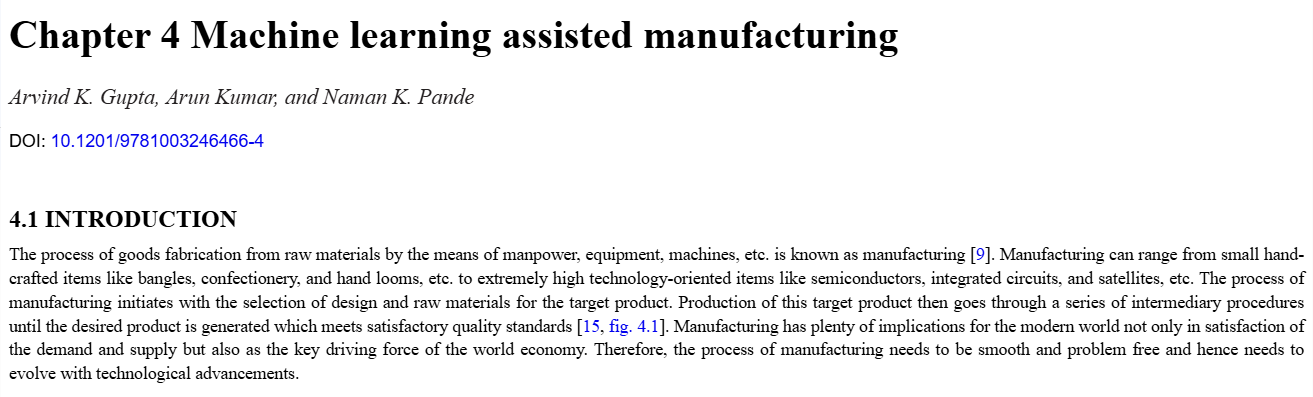 Chapter 4 Machine learning assisted manufacturing
Arvind K. Gupta, Arun Kumar, and Naman K. Pande
DOI: 10.1201/9781003246466-4
4.1 INTRODUCTION
The process of goods fabrication from raw materials by the means of manpower, equipment, machines, etc. is known as manufacturing [9]. Manufacturing can range from small hand-
crafted items like bangles, confectionery, and hand looms, etc. to extremely high technology-oriented items like semiconductors, integrated circuits, and satellites, etc. The process of
manufacturing initiates with the selection of design and raw materials for the target product. Production of this target product then goes through a series of intermediary procedures
until the desired product is generated which meets satisfactory quality standards [15, fig. 4.1]. Manufacturing has plenty of implications for the modern world not only in satisfaction of
the demand and supply but also as the key driving force of the world economy. Therefore, the process of manufacturing needs to be smooth and problem free and hence needs to
evolve with technological advancements.